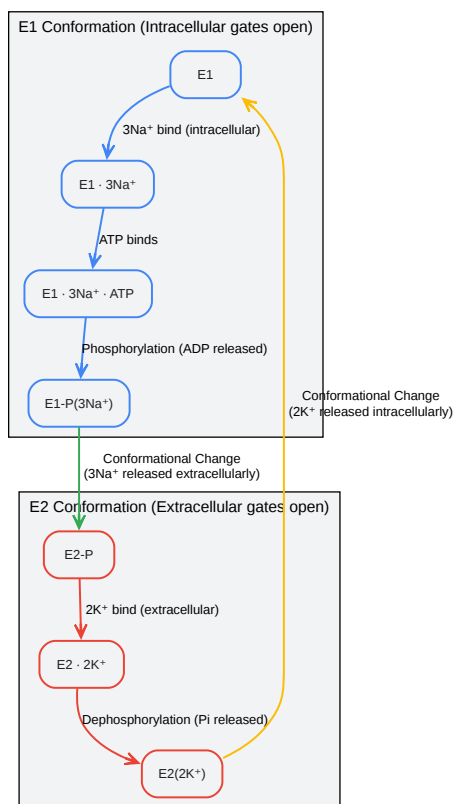 E1 Conformation (Intracellular gates open)
E1
3Na⁺ bind (intracellular)
E1 · 3Na⁺
ATP binds
E1 · 3Na⁺ · ATP
Phosphorylation (ADP released)
E1-P(3Na⁺)
Conformational Change
(2K⁺ released intracellularly)
Conformational Change
(3Na⁺ released extracellularly)
E2 Conformation (Extracellular gates open)
E2-P
2K⁺ bind (extracellular)
E2 · 2K⁺
Dephosphorylation (Pi released)
E2(2K⁺)